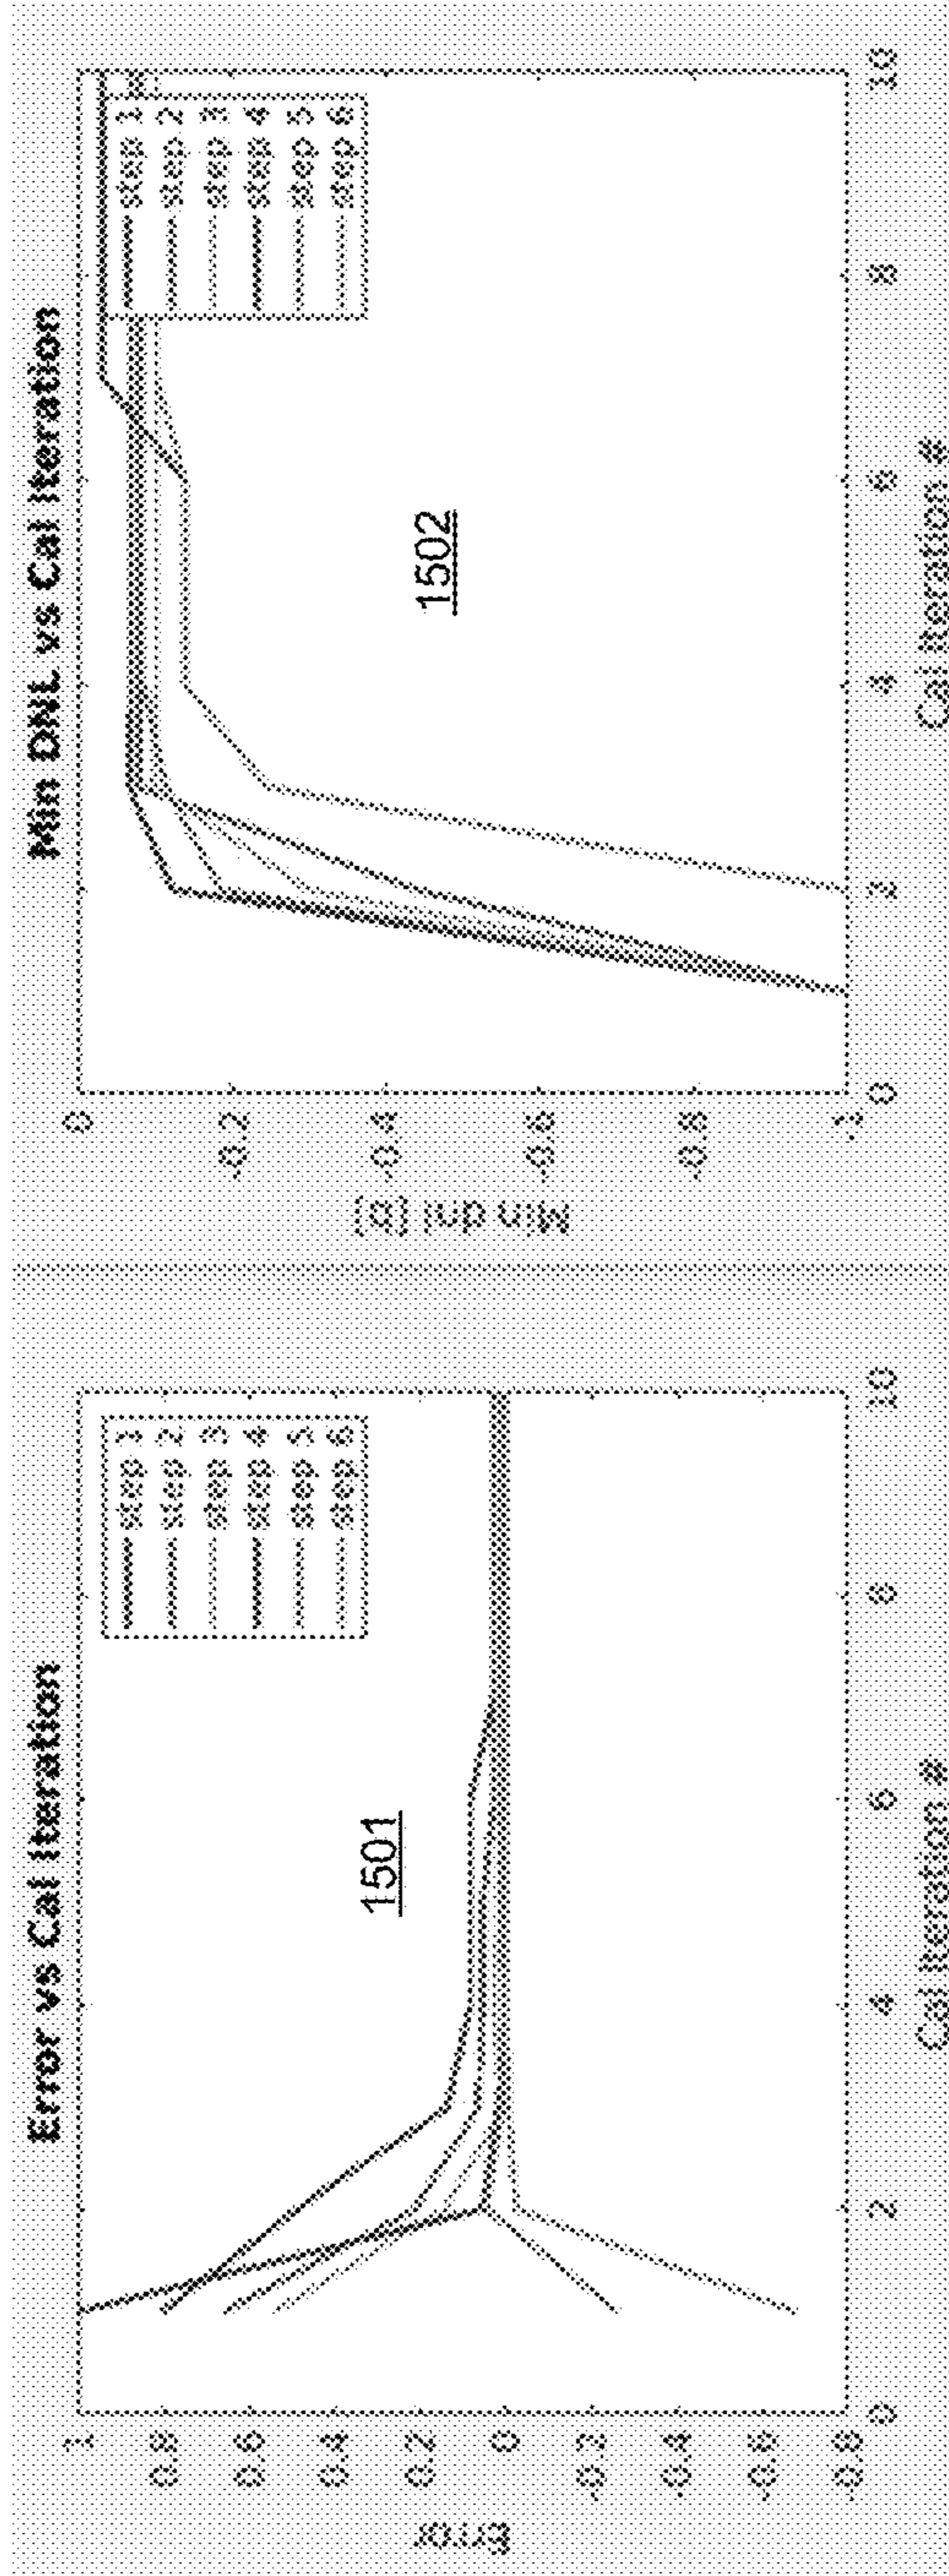 Error vs Cal Iteration
1
0.8
0.6
0.4
0.2
0
-0.2
-0.4
-0.6
-0.8
Error
step 1
step 2
step 3
step 4
step 5
step 6
1501
0
2
4
6
8
10
Cal Iteration #
Min DNL vs Cal Iteration
0
-0.2
-0.4
-0.6
-0.8
-1
Min dnl [b]
step 1
step 2
step 3
step 4
step 5
step 6
1502
0
2
4
6
8
10
Cal Iteration #